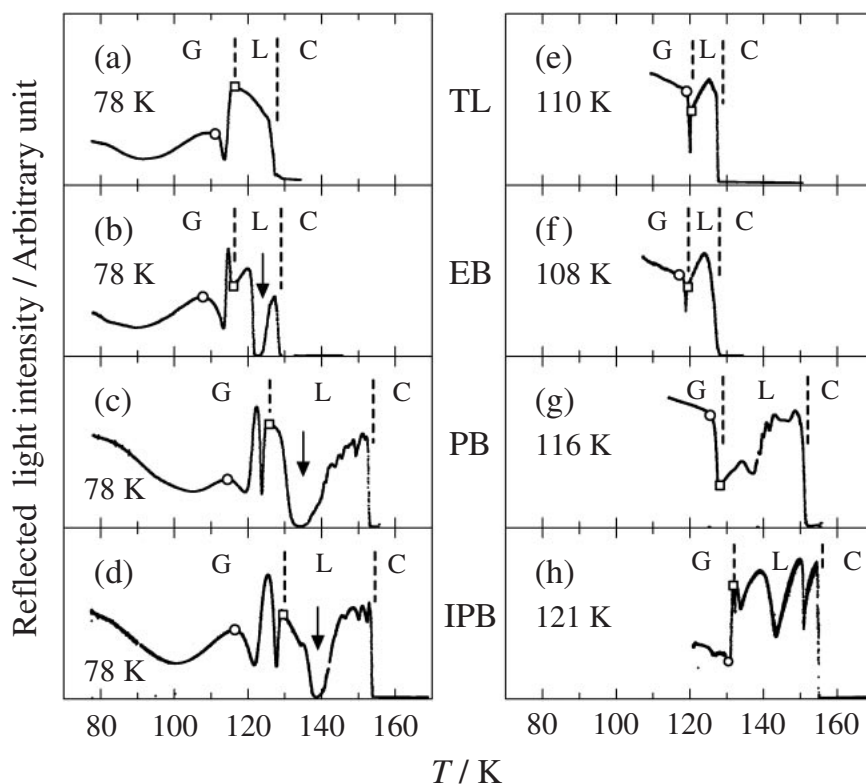 Reflected light intensity / Arbitrary unit
(a)
78 K
G L C
TL
(e)
110 K
G L C
(b)
78 K
G L C
EB
(f)
108 K
G L C
(c)
78 K
G L C
PB
(g)
116 K
G L C
(d)
78 K
G L C
IPB
(h)
121 K
G L C
80 100 120 140 160
80 100 120 140 160
T / K